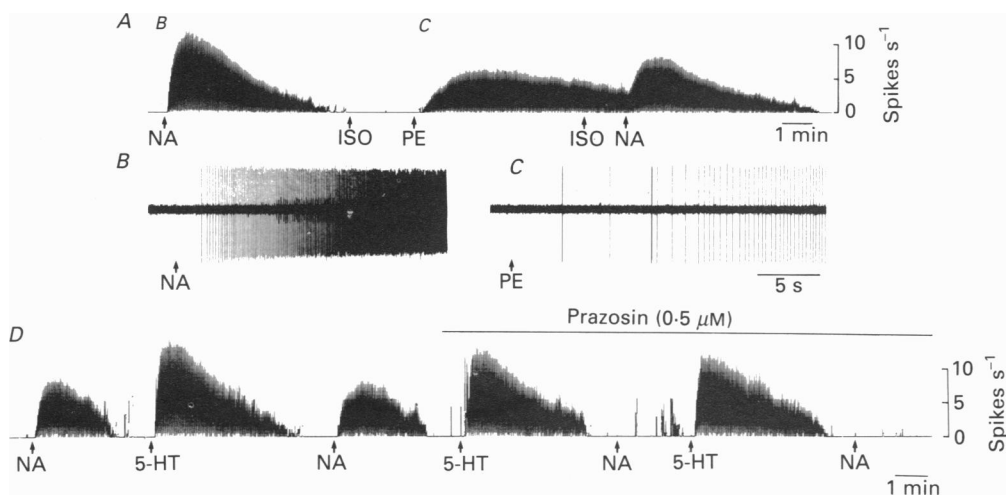 A B C
10
5
0
Spikes s⁻¹
NA ISO PE ISO NA
1 min
B C
NA PE
5 s
Prazosin (0·5 μM)
D
10
5
0
Spikes s⁻¹
NA 5-HT NA 5-HT NA 5-HT NA
1 min